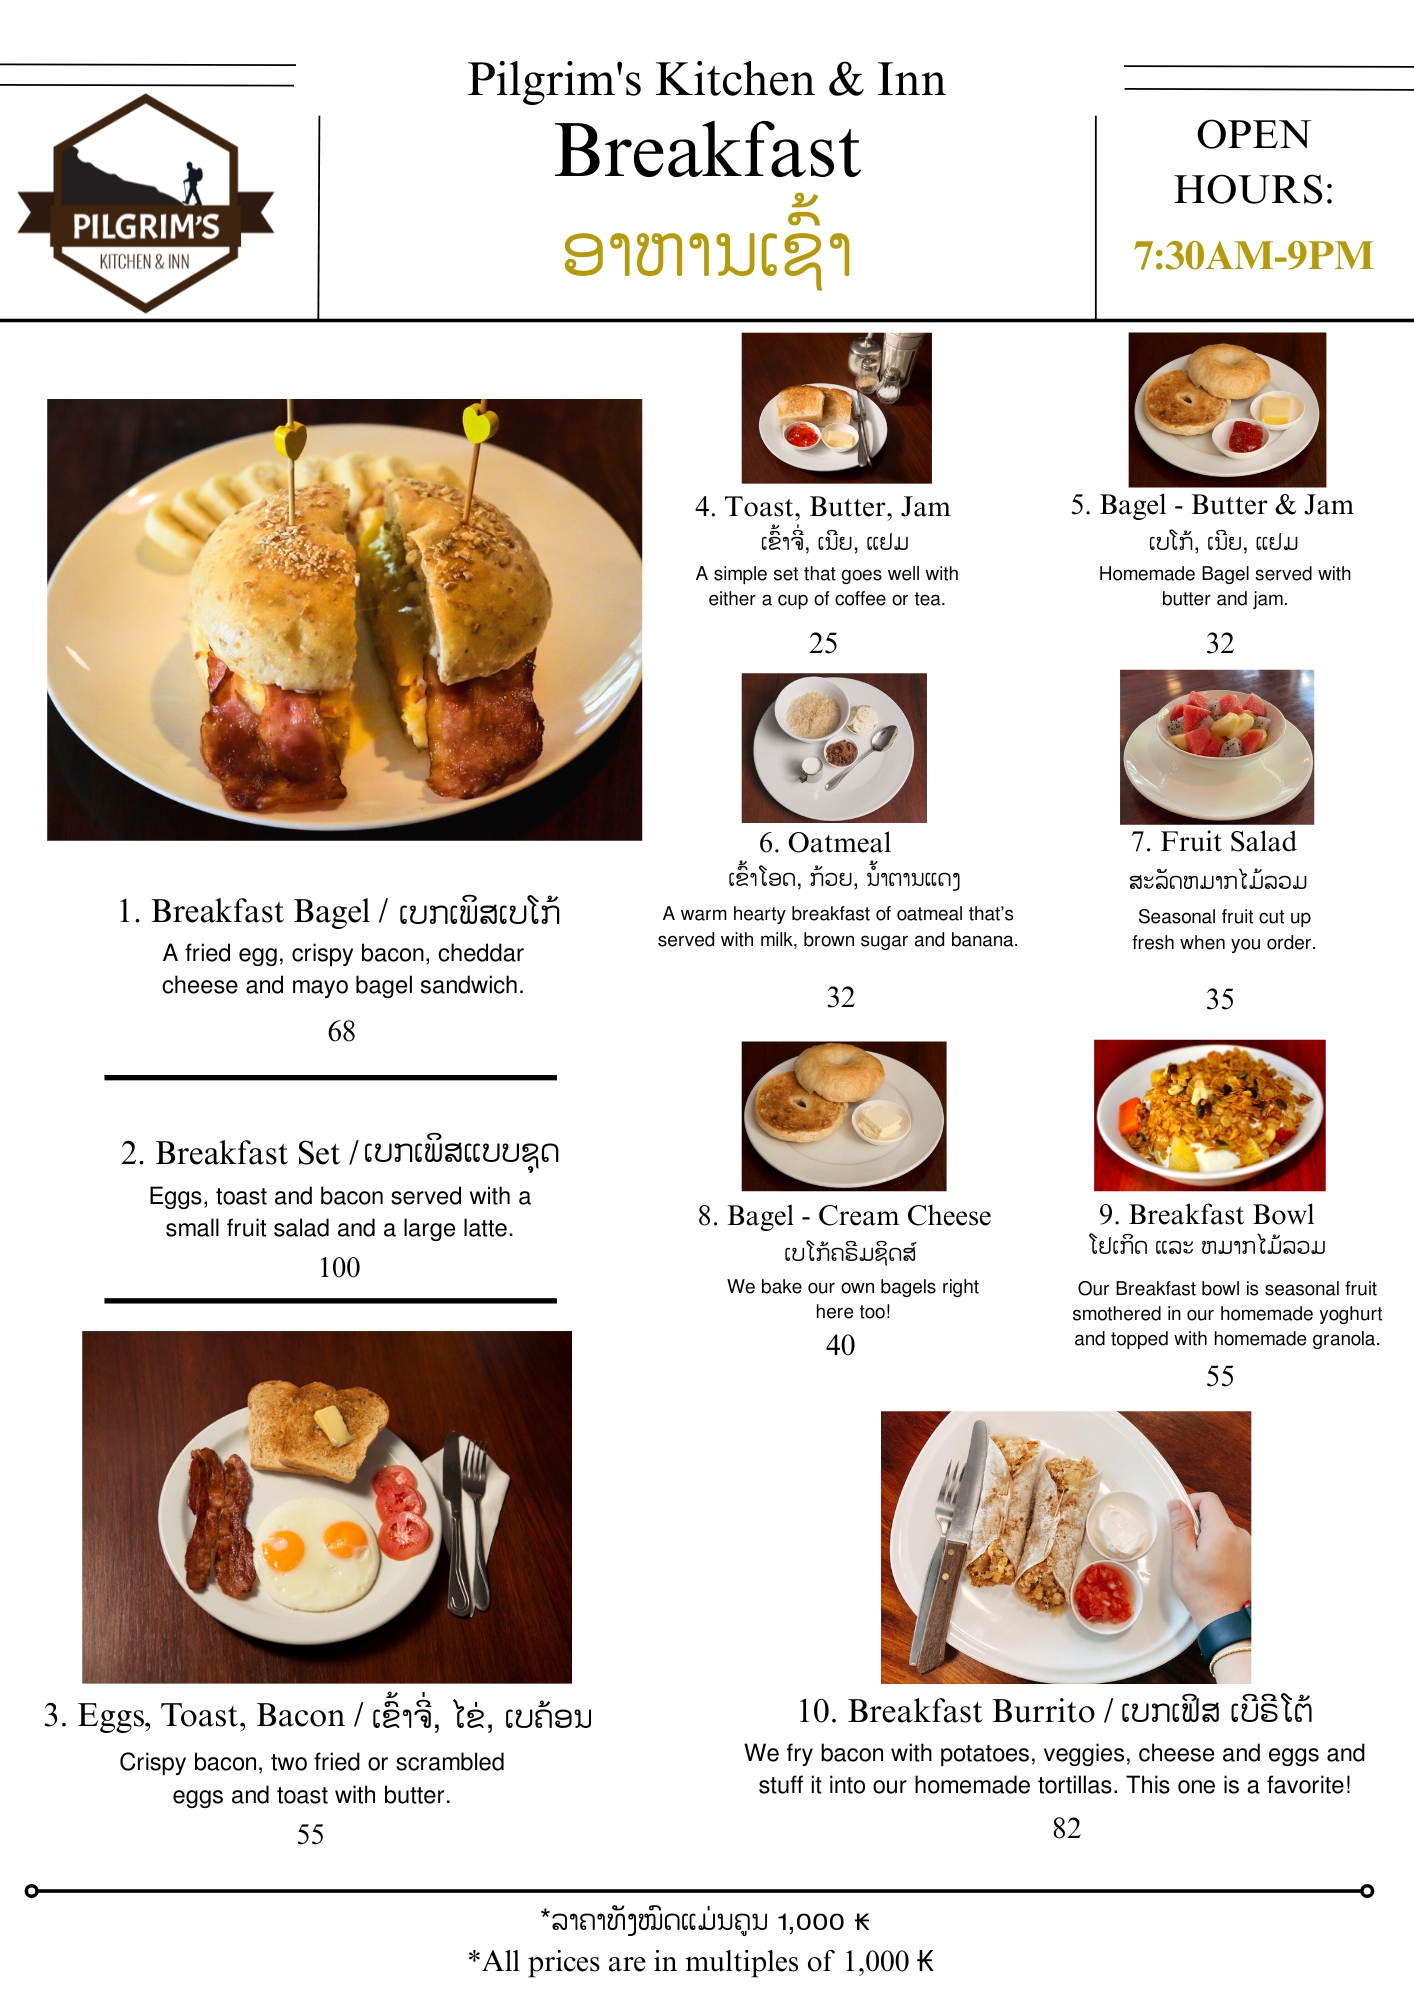 Pilgrim's Kitchen & Inn
Breakfast
ອາຫານເຊົ້າ
PILGRIM'S
KITCHEN & INN
OPEN
HOURS:
7:30AM-9PM
1. Breakfast Bagel / ເບກເຟິສເບໂກ້
A fried egg, crispy bacon, cheddar
cheese and mayo bagel sandwich.
68
2. Breakfast Set / ເບກເຟິສແບບຊຸດ
Eggs, toast and bacon served with a
small fruit salad and a large latte.
100
3. Eggs, Toast, Bacon / ເຂົ້າຈີ່, ໄຂ່, ເບຄ້ອນ
Crispy bacon, two fried or scrambled
eggs and toast with butter.
55
4. Toast, Butter, Jam
ເຂົ້າຈີ່, ເນີຍ, ແຢມ
A simple set that goes well with
either a cup of coffee or tea.
25
5. Bagel - Butter & Jam
ເບໂກ້, ເນີຍ, ແຢມ
Homemade Bagel served with
butter and jam.
32
6. Oatmeal
ເຂົ້າໂອດ, ກ້ວຍ, ນ້ຳຕານແດງ
A warm hearty breakfast of oatmeal that’s
served with milk, brown sugar and banana.
32
7. Fruit Salad
ສະລັດຫມາກໄມ້ລວມ
Seasonal fruit cut up
fresh when you order.
35
8. Bagel - Cream Cheese
ເບໂກ້ຄຣີມຊິດສ໌
We bake our own bagels right
here too!
40
9. Breakfast Bowl
ໂຢເກິດ ແລະ ຫມາກໄມ້ລວມ
Our Breakfast bowl is seasonal fruit
smothered in our homemade yoghurt
and topped with homemade granola.
55
10. Breakfast Burrito / ເບກເຟິສ ເບີຣີໂຕ້
We fry bacon with potatoes, veggies, cheese and eggs and
stuff it into our homemade tortillas. This one is a favorite!
82
*ລາຄາທັງໝົດແມ່ນຄູນ 1,000 ₭
*All prices are in multiples of 1,000 ₭